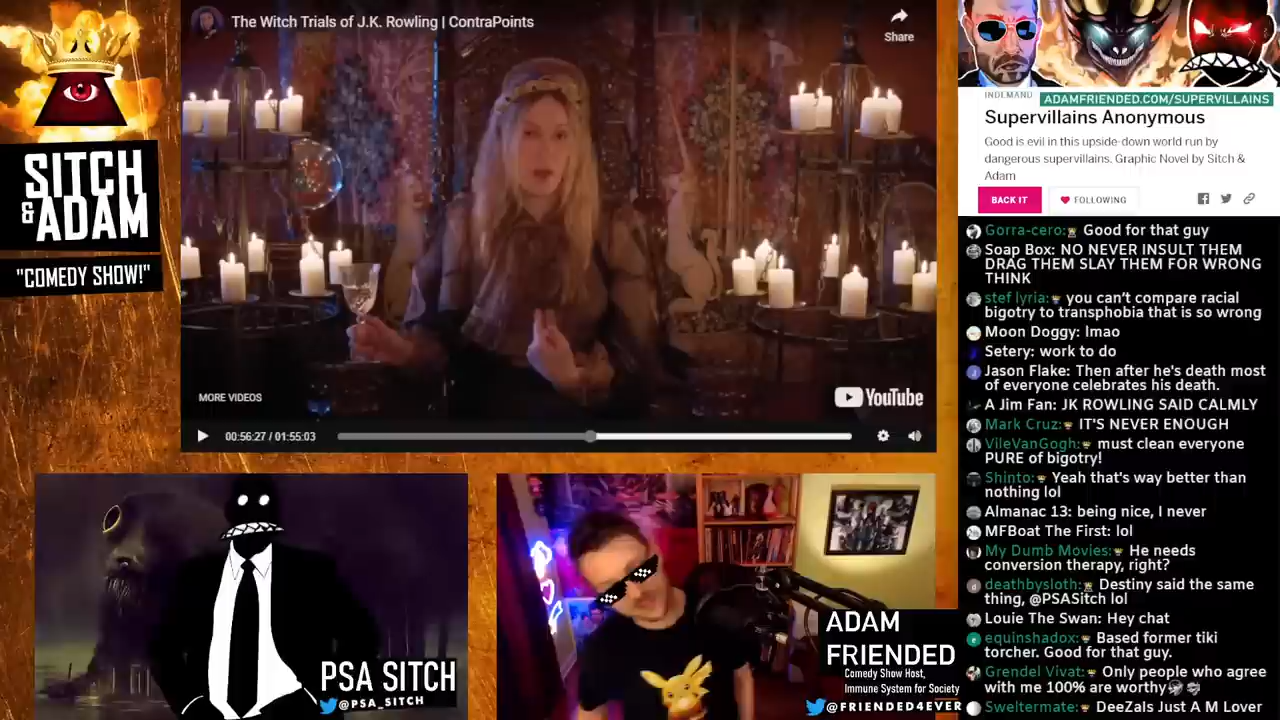 SITCH
& ADAM
"COMEDY SHOW!"
The Witch Trials of J.K. Rowling | ContraPoints
Share
MORE VIDEOS
YouTube
00:56:27 / 01:55:03
INDEMAND
ADAMFRIENDED.COM/SUPERVILLAINS
Supervillains Anonymous
Good is evil in this upside-down world run by
dangerous supervillains. Graphic Novel by Sitch &
Adam
BACK IT
FOLLOWING
Gorra-cero: Good for that guy
Soap Box: NO NEVER INSULT THEM
DRAG THEM SLAY THEM FOR WRONG
THINK
stef lyria: you can't compare racial
bigotry to transphobia that is so wrong
Moon Doggy: lmao
Setery: work to do
Jason Flake: Then after he's death most
of everyone celebrates his death.
A Jim Fan: JK ROWLING SAID CALMLY
Mark Cruz: IT'S NEVER ENOUGH
VileVanGogh: must clean everyone
PURE of bigotry!
Shinto: Yeah that's way better than
nothing lol
Almanac 13: being nice, I never
MFBoat The First: lol
My Dumb Movies: He needs
conversion therapy, right?
deathbysloth: Destiny said the same
thing, @PSASitch lol
Louie The Swan: Hey chat
equinshadox: Based former tiki
torcher. Good for that guy.
Grendel Vivat: Only people who agree
with me 100% are worthy
Sweltermate: DeeZals Just A M Lover
PSA SITCH
@PSA_SITCH
ADAM
FRIENDED
Comedy Show Host,
Immune System for Society
@FRIENDED4EVER